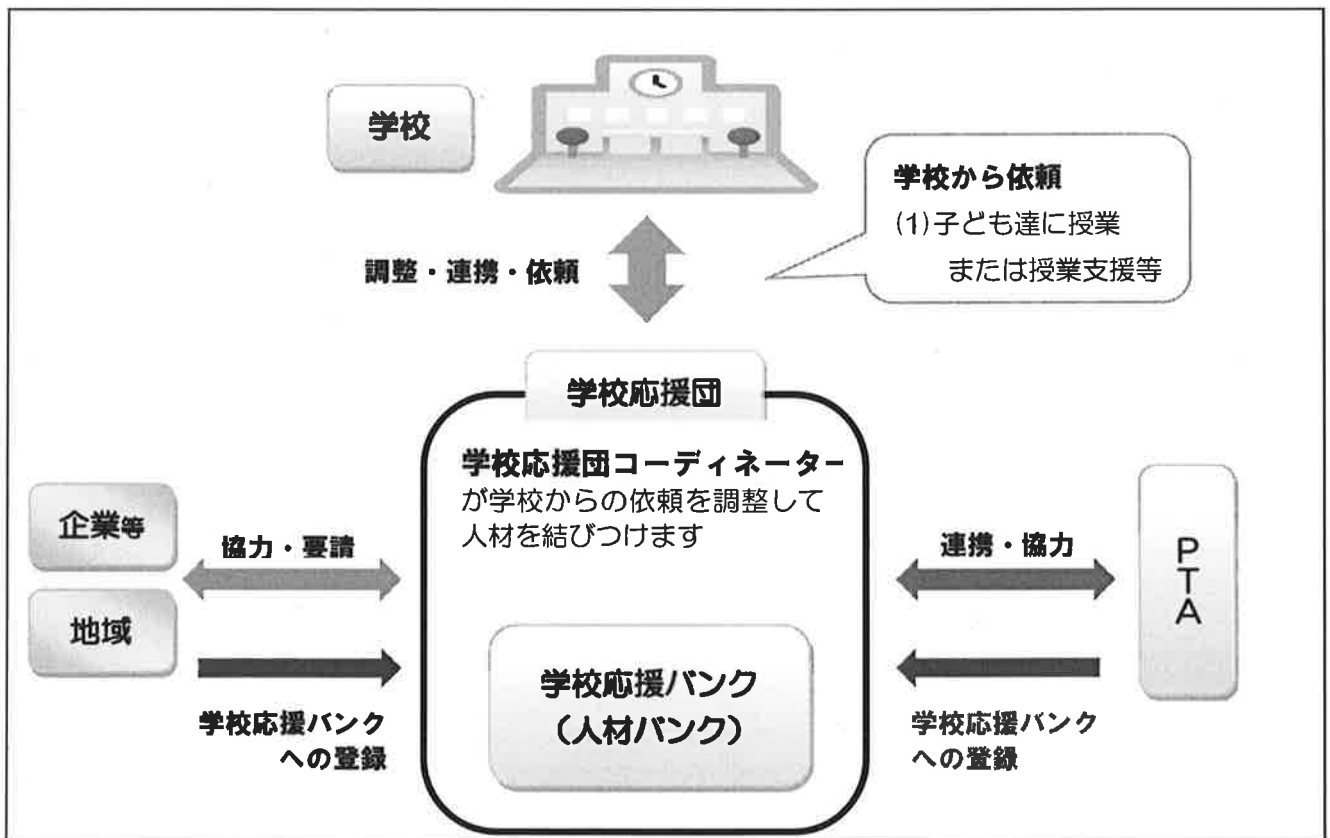 学校
学校から依頼
(1)子ども達に授業
または授業支援等
調整・連携・依頼
学校応援団
学校応援団コーディネーター
が学校からの依頼を調整して
人材を結びつけます
企業等
地域
協力・要請
連携・協力
PTA
学校応援バンク
（人材バンク）
学校応援バンク
への登録
学校応援バンク
への登録